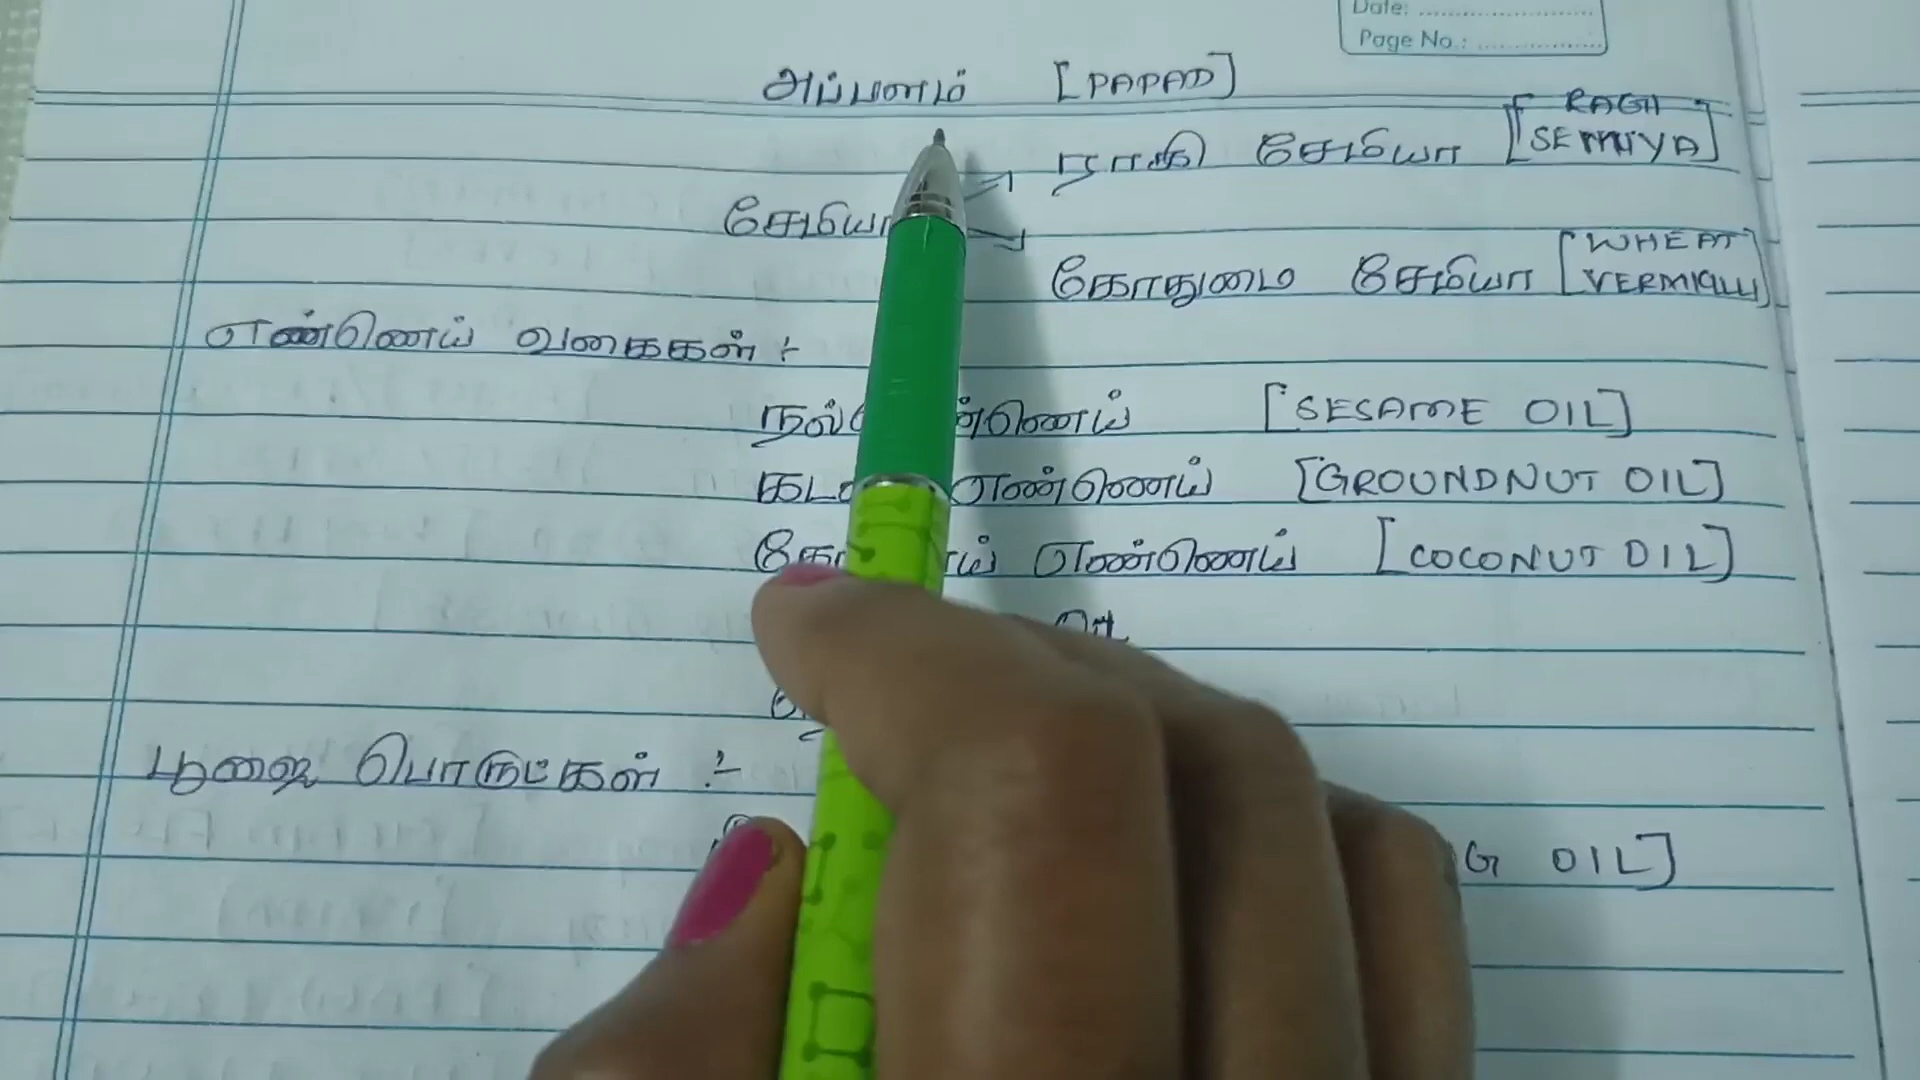 Date:
Page No.:
அப்பளம் [PAPAD]
ராகி சேமியா [RAGI SEMIYA]
சேமியா
கோதுமை சேமியா [WHEAT VERMICILLI]
எண்ணெய் வகைகள் :
[SESAME OIL]
எண்ணெய் [GROUNDNUT OIL]
எண்ணெய் [COCONUT OIL]
பூஜை பொருட்கள் :-
OIL]